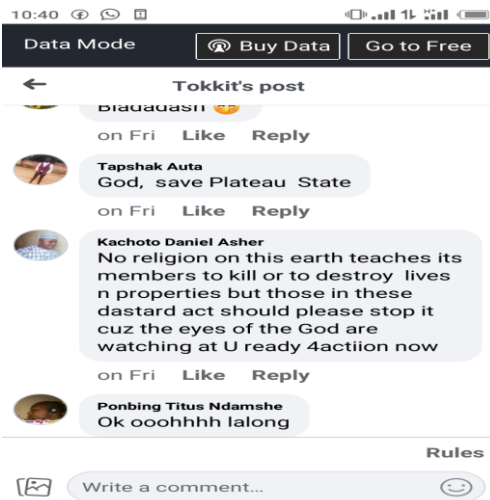 10:40
Data Mode
Buy Data
Go to Free
Tokkit's post
Bladadash
on Fri Like Reply
Tapshak Auta
God, save Plateau State
on Fri Like Reply
Kachoto Daniel Asher
No religion on this earth teaches its
members to kill or to destroy lives
n properties but those in these
dastard act should please stop it
cuz the eyes of the God are
watching at U ready 4actiion now
on Fri Like Reply
Ponbing Titus Ndamshe
Ok ooohhhh lalong
Rules
Write a comment...